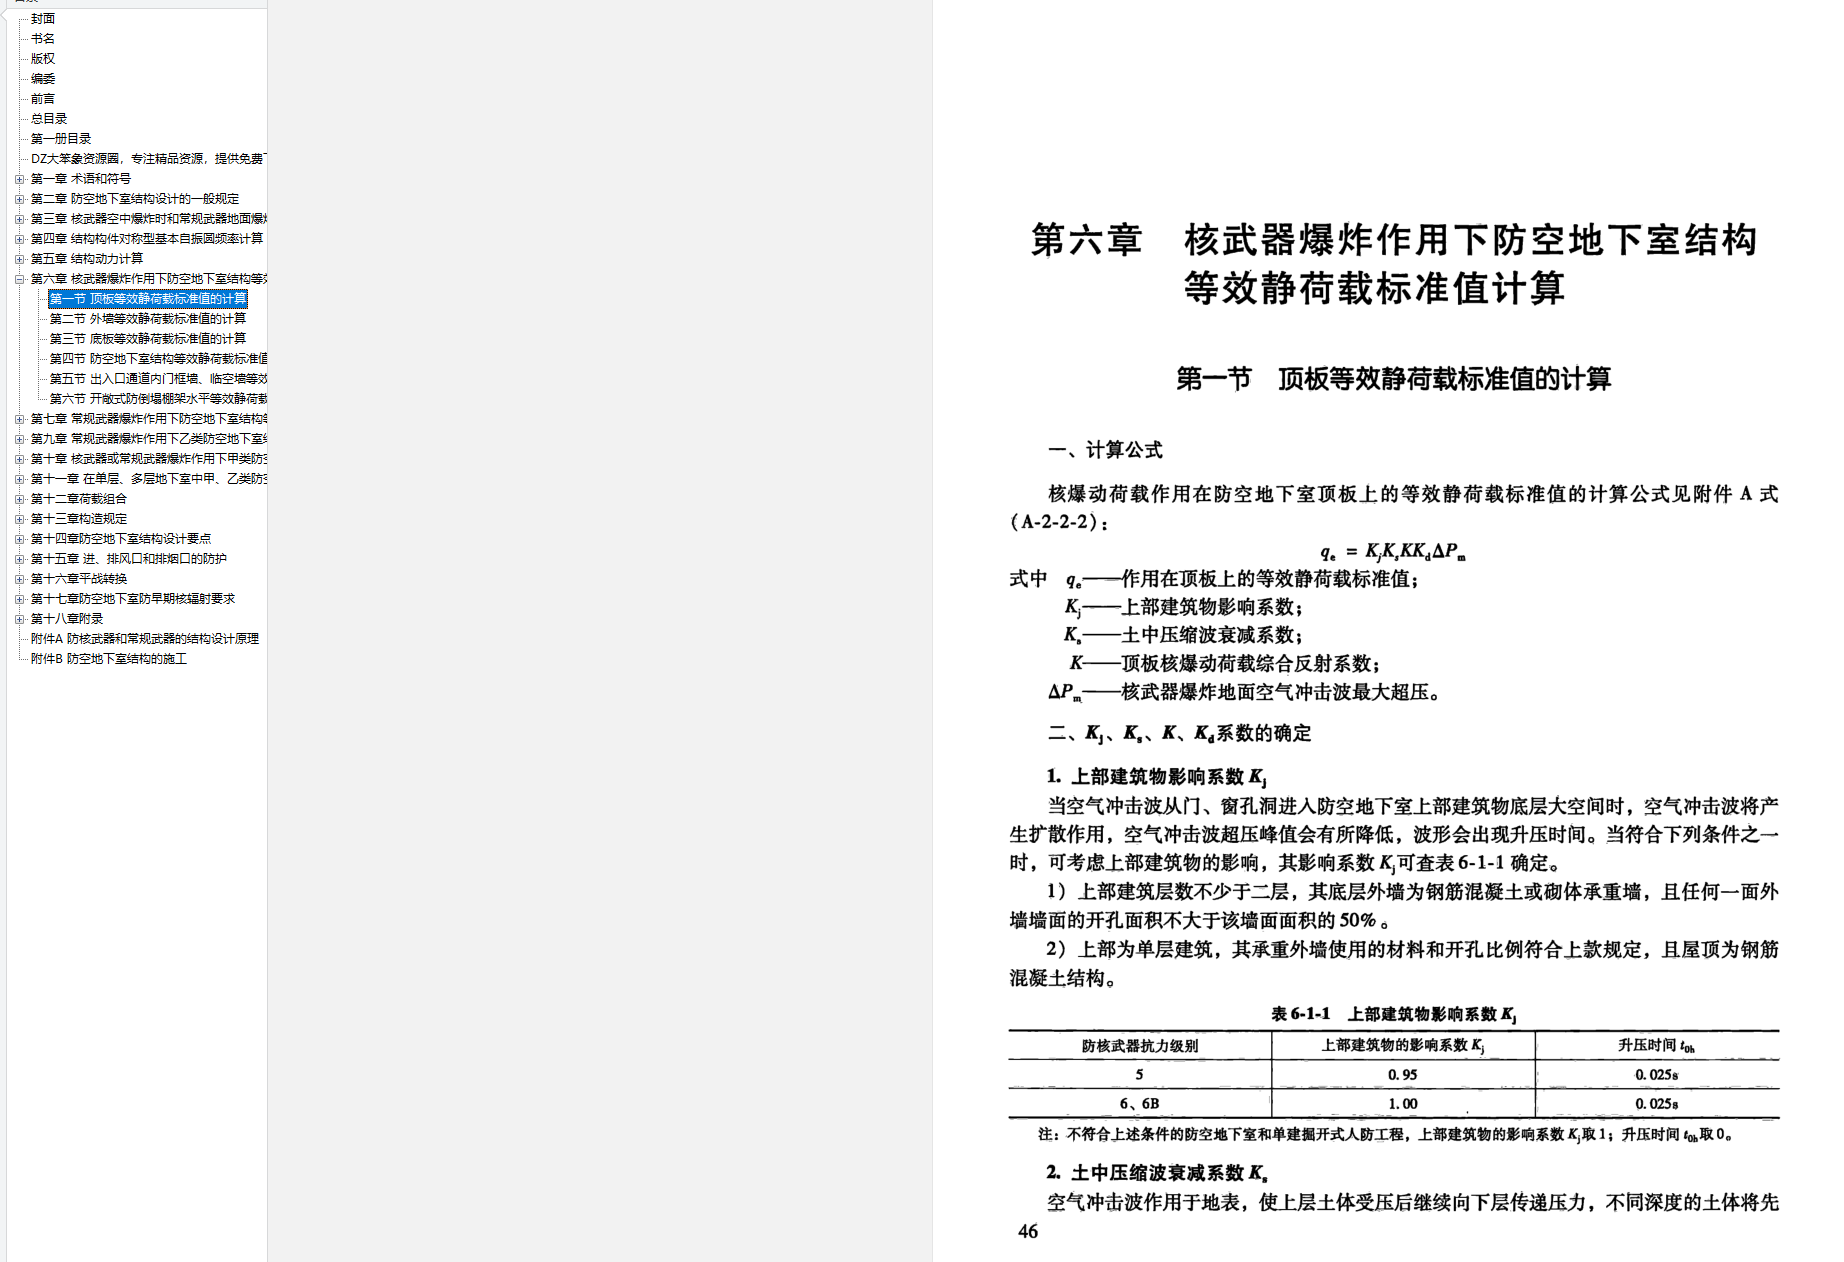 封面
书名
版权
编委
前言
总目录
第一册目录
DZ大笨象资源圈，专注精品资源，提供免费
第一章 术语和符号
第二章 防空地下室结构设计的一般规定
第三章 核武器空中爆炸时和常规武器地面爆
第四章 结构构件对称型基本自振圆频率计算
第五章 结构动力计算
第六章 核武器爆炸作用下防空地下室结构等
第一节 顶板等效静荷载标准值的计算
第二节 外墙等效静荷载标准值的计算
第三节 底板等效静荷载标准值的计算
第四节 防空地下室结构等效静荷载标准值
第五节 出入口通道内门框墙、临空墙等效
第六节 开敞式防倒塌棚架水平等效静荷载
第七章 常规武器爆炸作用下防空地下室结构
第九章 常规武器爆炸作用下乙类防空地下室
第十章 核武器或常规武器爆炸作用下甲类防
第十一章 在单层、多层地下室中甲、乙类防
第十二章荷载组合
第十三章构造规定
第十四章防空地下室结构设计要点
第十五章 进、排风口和排烟口的防护
第十六章平战转换
第十七章防空地下室防早期核辐射要求
第十八章附录
附件A 防核武器和常规武器的结构设计原理
附件B 防空地下室结构的施工
第六章 核武器爆炸作用下防空地下室结构
等效静荷载标准值计算
第一节 顶板等效静荷载标准值的计算
一、计算公式
核爆动荷载作用在防空地下室顶板上的等效静荷载标准值的计算公式见附件 A 式
(A-2-2-2)：
qe = KjKsKKdΔPm
式中 qe——作用在顶板上的等效静荷载标准值；
Kj——上部建筑物影响系数；
Ks——土中压缩波衰减系数；
K——顶板核爆动荷载综合反射系数；
ΔPm——核武器爆炸地面空气冲击波最大超压。
二、Kj、Ks、K、Kd系数的确定
1. 上部建筑物影响系数 Kj
当空气冲击波从门、窗孔洞进入防空地下室上部建筑物底层大空间时，空气冲击波将产
生扩散作用，空气冲击波超压峰值会有所降低，波形会出现升压时间。当符合下列条件之一
时，可考虑上部建筑物的影响，其影响系数 Kj可查表 6-1-1 确定。
1）上部建筑层数不少于二层，其底层外墙为钢筋混凝土或砌体承重墙，且任何一面外
墙墙面的开孔面积不大于该墙面面积的 50%。
2）上部为单层建筑，其承重外墙使用的材料和开孔比例符合上款规定，且屋顶为钢筋
混凝土结构。
表 6-1-1 上部建筑物影响系数 Kj
防核武器抗力级别 上部建筑物的影响系数 Kj 升压时间 t0h
5 0.95 0.025s
6、6B 1.00 0.025s
注：不符合上述条件的防空地下室和单建掘开式人防工程，上部建筑物的影响系数 Kj取 1；升压时间 t0h取 0。
2. 土中压缩波衰减系数 Ks
空气冲击波作用于地表，使上层土体受压后继续向下层传递压力，不同深度的土体将先
46